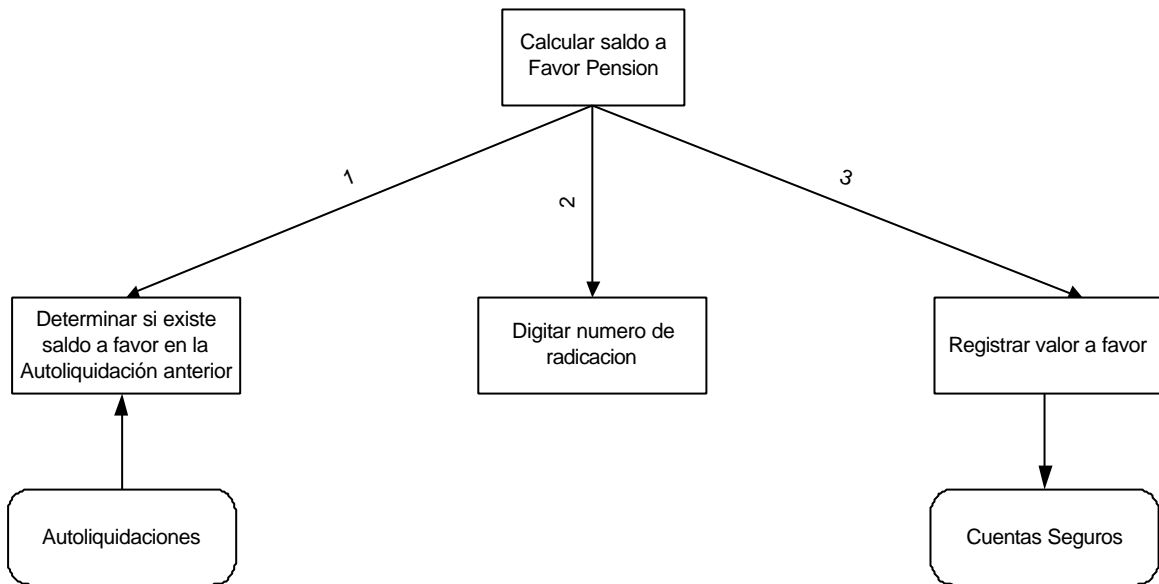 Calcular saldo a
Favor Pension
1
2
3
Determinar si existe
saldo a favor en la
Autoliquidación anterior
Digitar numero de
radicacion
Registrar valor a favor
Autoliquidaciones
Cuentas Seguros